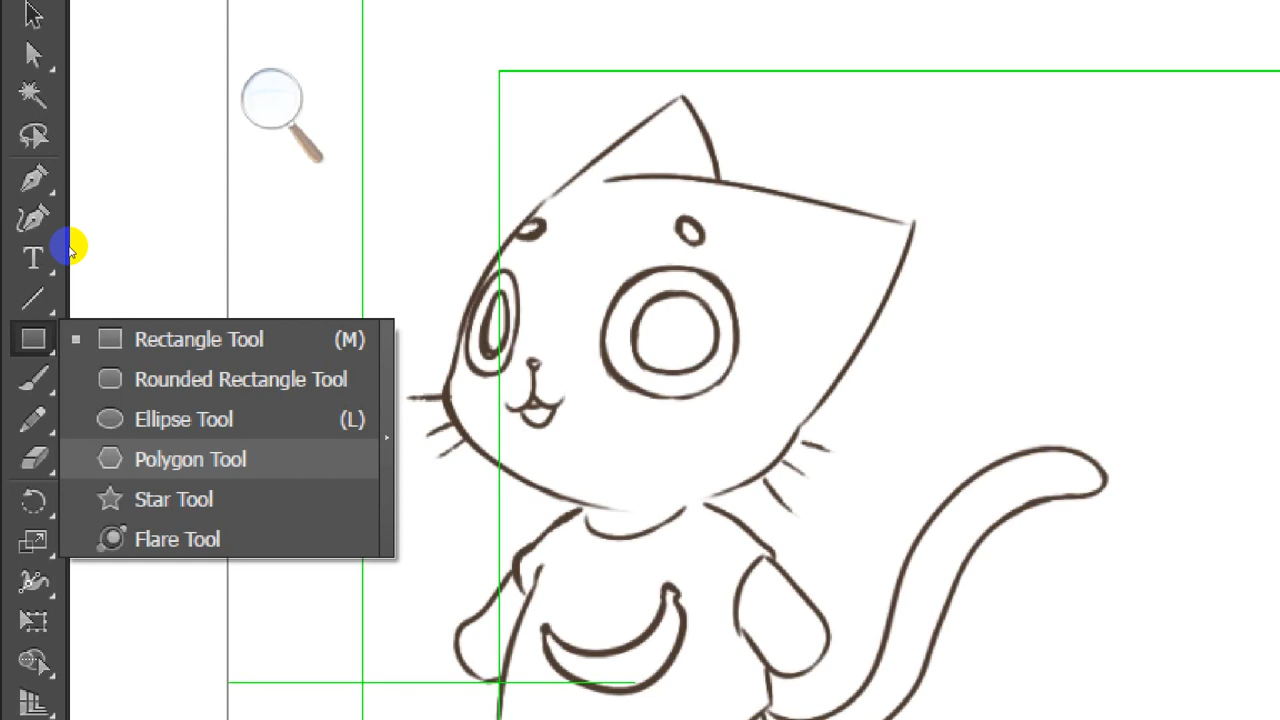 T
Rectangle Tool (M)
Rounded Rectangle Tool
Ellipse Tool (L)
Polygon Tool
Star Tool
Flare Tool